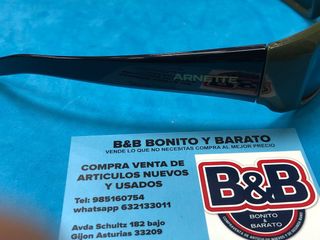 ARNETTE
B&B BONITO Y BARATO
VENDE LO QUE NO NECESITAS COMPRA AL MEJOR PRECIO
COMPRA VENTA DE
ARTICULOS NUEVOS
Y USADOS
Tel: 985160754
whatsapp 632133011
Avda Schultz 182 bajo
Gijon Asturias 33209
B&B
BONITO
Y
BARATO